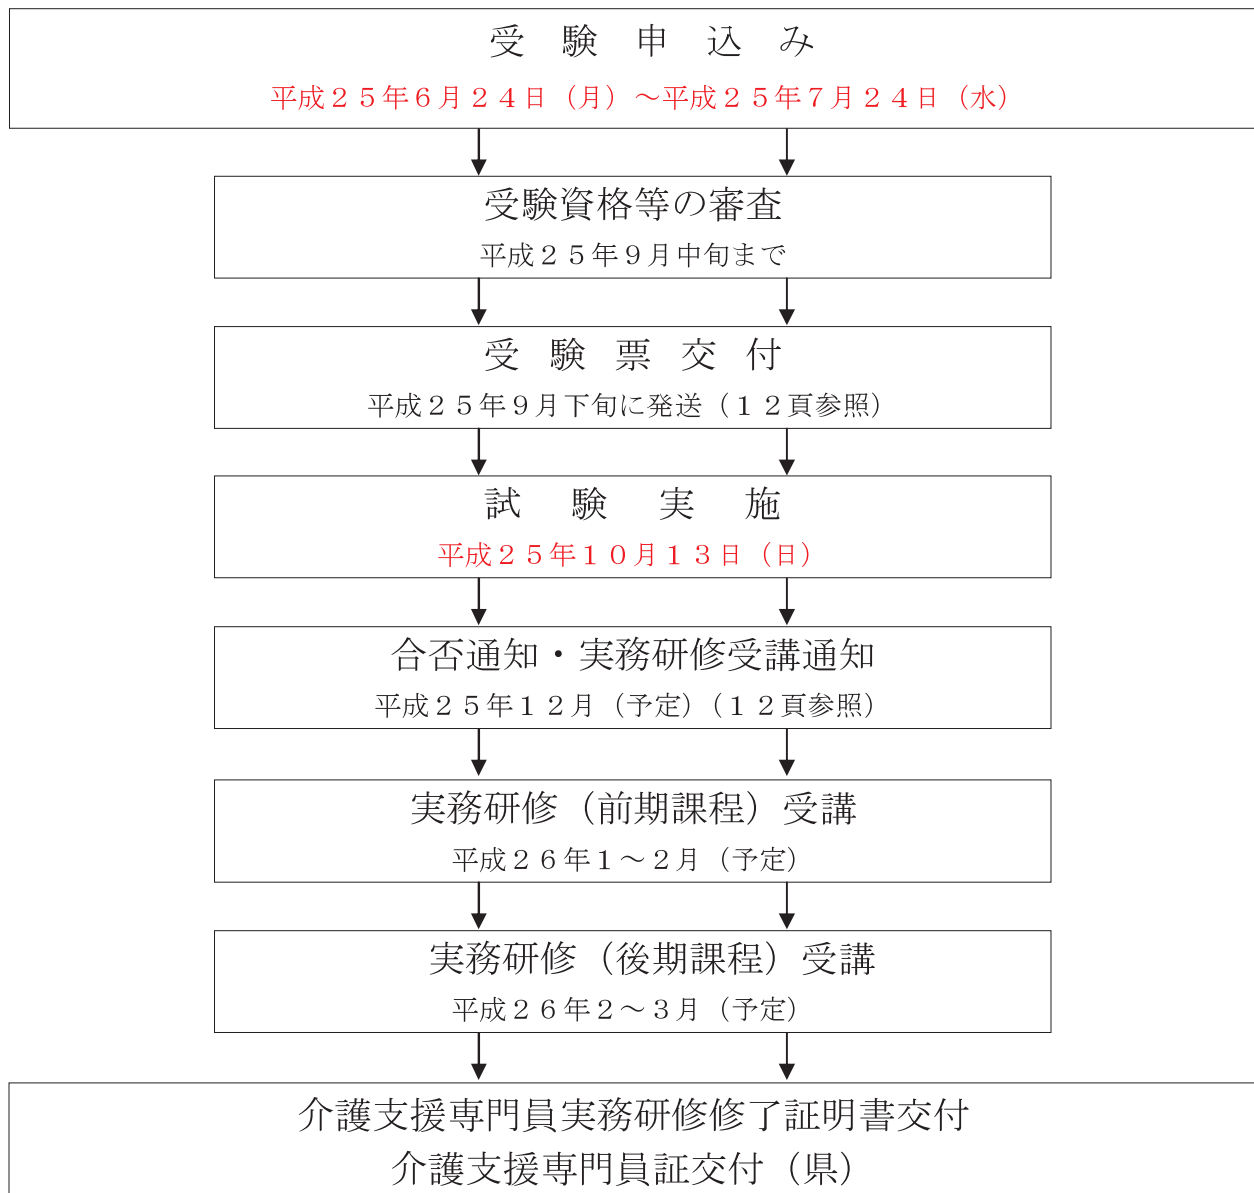 受験申込み
平成２５年６月２４日（月）～平成２５年７月２４日（水）
受験資格等の審査
平成２５年９月中旬まで
受験票交付
平成２５年９月下旬に発送（１２頁参照）
試験実施
平成２５年１０月１３日（日）
合否通知・実務研修受講通知
平成２５年１２月（予定）（１２頁参照）
実務研修（前期課程）受講
平成２６年１～２月（予定）
実務研修（後期課程）受講
平成２６年２～３月（予定）
介護支援専門員実務研修修了証明書交付
介護支援専門員証交付（県）